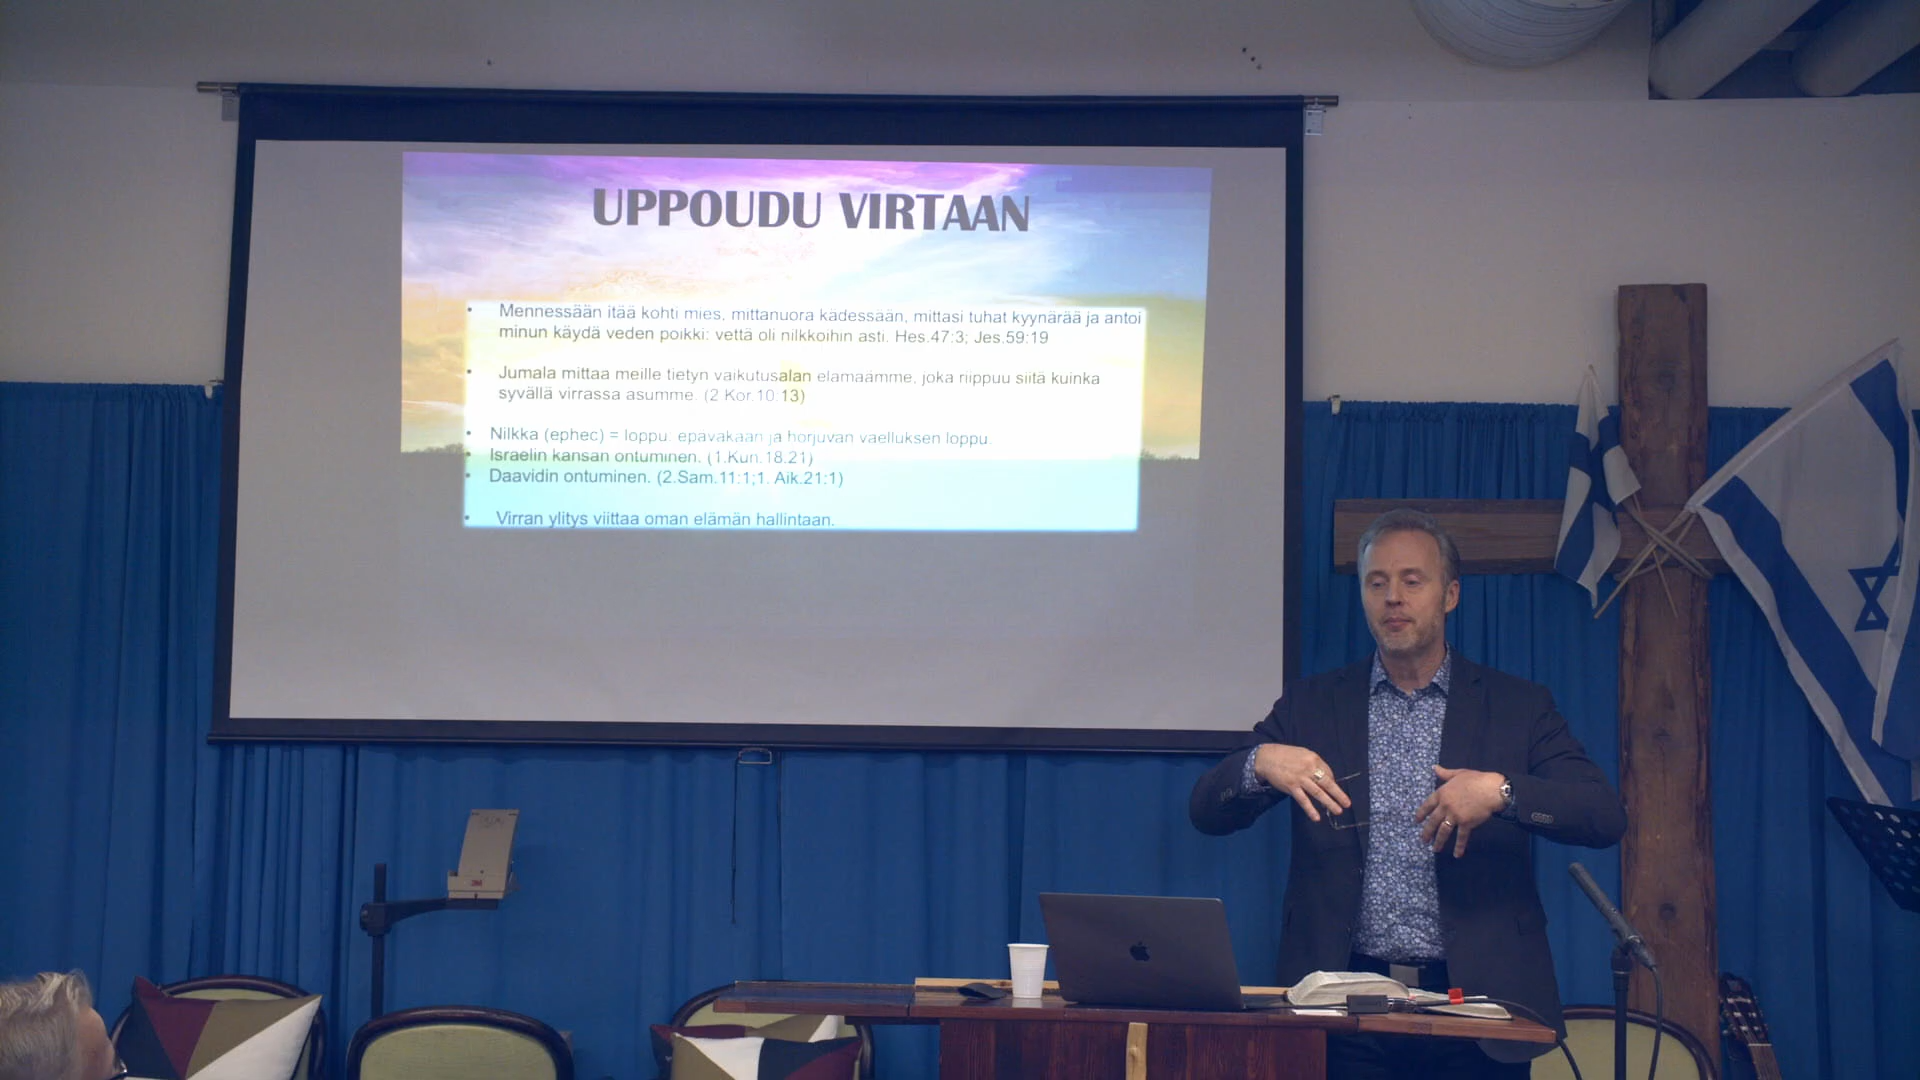 UPPOUDU VIRTAAN
• Mennessään itää kohti mies, mittanuora kädessään, mittasi tuhat kyynärää ja antoi
minun käydä veden poikki: vettä oli nilkkoihin asti. Hes.47:3; Jes.59:19
• Jumala mittaa meille tietyn vaikutusalan elämäämme, joka riippuu siitä kuinka
syvällä virrassa asumme. (2 Kor.10:13)
• Nilkka (ephec) = loppu: epävakaan ja horjuvan vaelluksen loppu.
• Israelin kansan ontuminen. (1.Kun.18.21)
• Daavidin ontuminen. (2.Sam.11:1;1. Aik.21:1)
• Virran ylitys viittaa oman elämän hallintaan.
3M